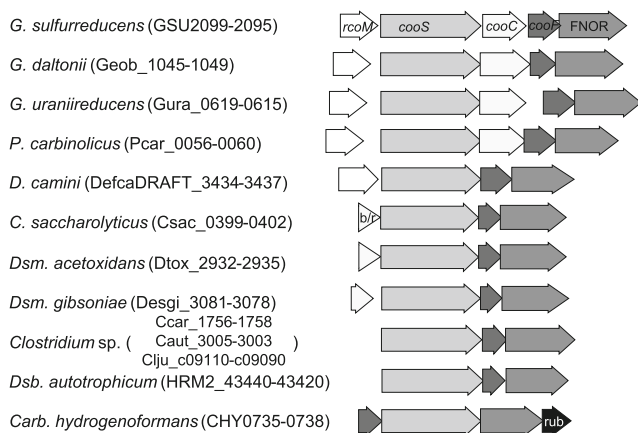 G. sulfurreducens (GSU2099-2095) rcoM cooS cooC cooF FNOR
G. daltonii (Geob_1045-1049)
G. uraniireducens (Gura_0619-0615)
P. carbinolicus (Pcar_0056-0060)
D. camini (DefcaDRAFT_3434-3437)
C. saccharolyticus (Csac_0399-0402) b/r
Dsm. acetoxidans (Dtox_2932-2935)
Dsm. gibsoniae (Desgi_3081-3078)
Ccar_1756-1758
Clostridium sp. ( Caut_3005-3003 )
Clju_c09110-c09090
Dsb. autotrophicum (HRM2_43440-43420)
Carb. hydrogenoformans (CHY0735-0738) rub